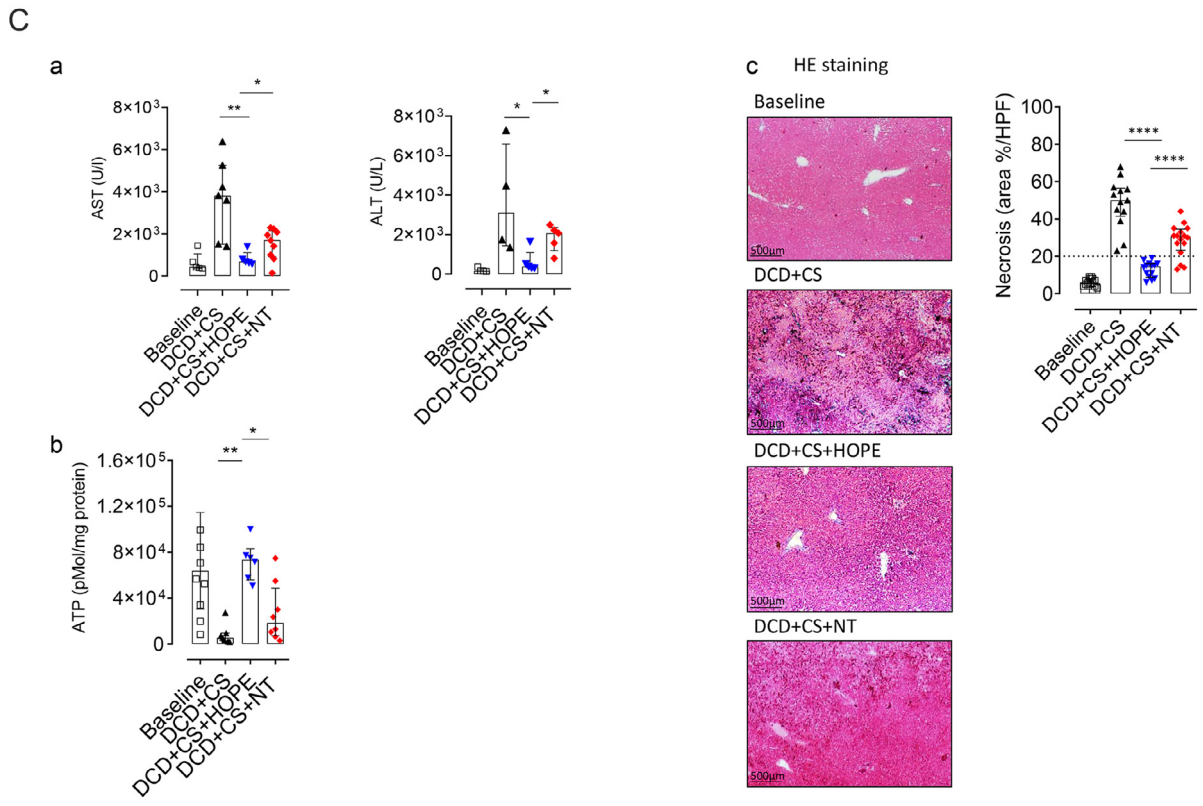 C
a
AST (U/l)
8×10³
6×10³
4×10³
2×10³
0
**
*
Baseline
DCD+CS
DCD+CS+HOPE
DCD+CS+NT
ALT (U/L)
8×10³
6×10³
4×10³
2×10³
0
*
*
Baseline
DCD+CS
DCD+CS+HOPE
DCD+CS+NT
b
ATP (pMol/mg protein)
1.6×10⁵
1.2×10⁵
8×10⁴
4×10⁴
0
**
*
Baseline
DCD+CS
DCD+CS+HOPE
DCD+CS+NT
c HE staining
Baseline
500µm
DCD+CS
500µm
DCD+CS+HOPE
500µm
DCD+CS+NT
500µm
Necrosis (area %/HPF)
100
80
60
40
20
0
****
****
Baseline
DCD+CS
DCD+CS+HOPE
DCD+CS+NT